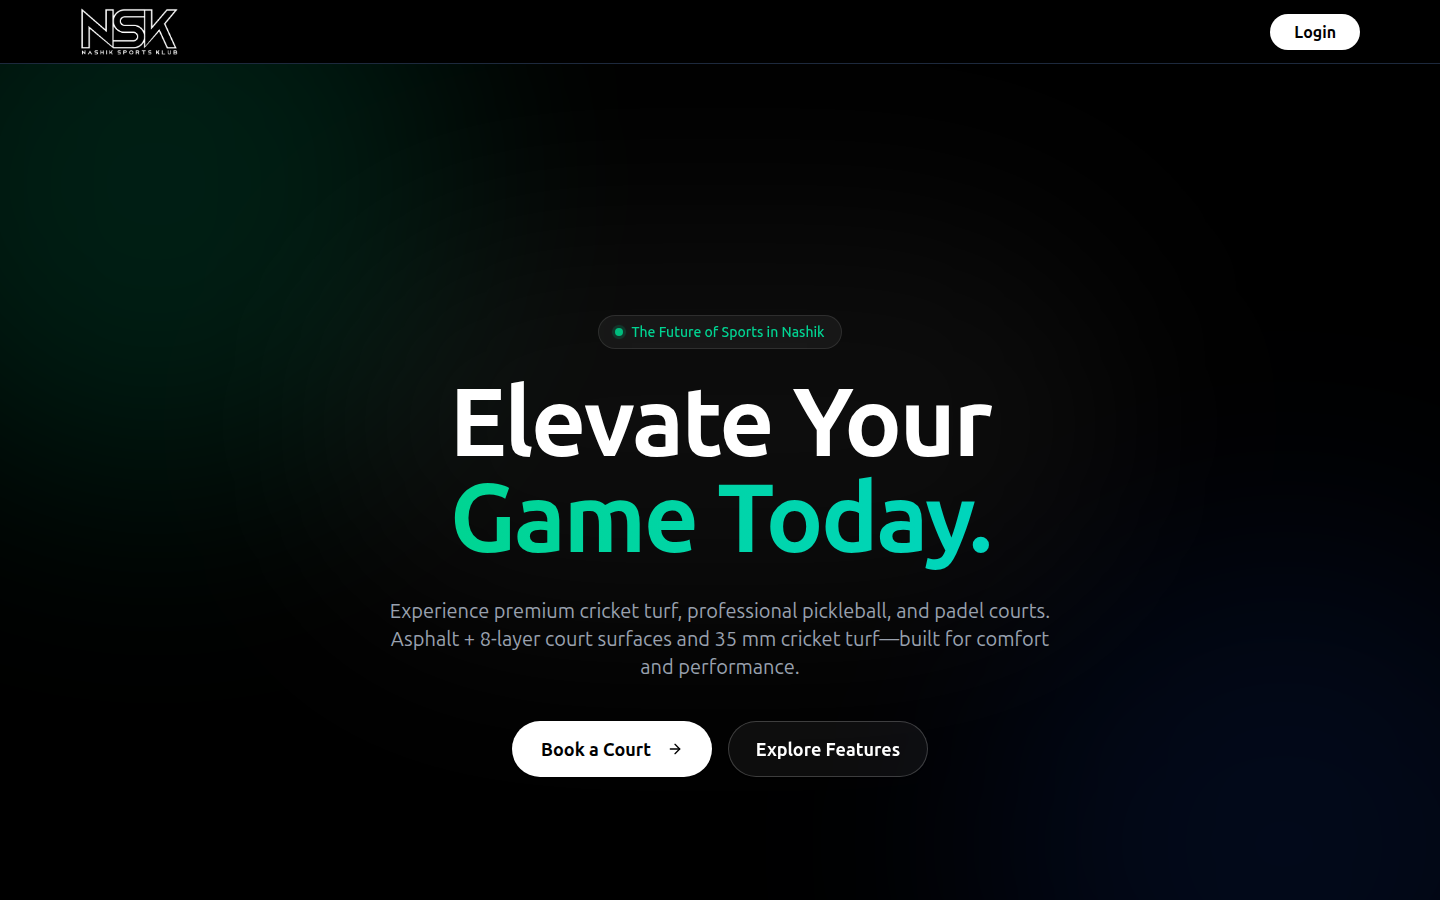 NSK
NASHIK SPORTS KLUB
Login
The Future of Sports in Nashik
Elevate Your
Game Today.
Experience premium cricket turf, professional pickleball, and padel courts.
Asphalt + 8-layer court surfaces and 35 mm cricket turf—built for comfort
and performance.
Book a Court →
Explore Features